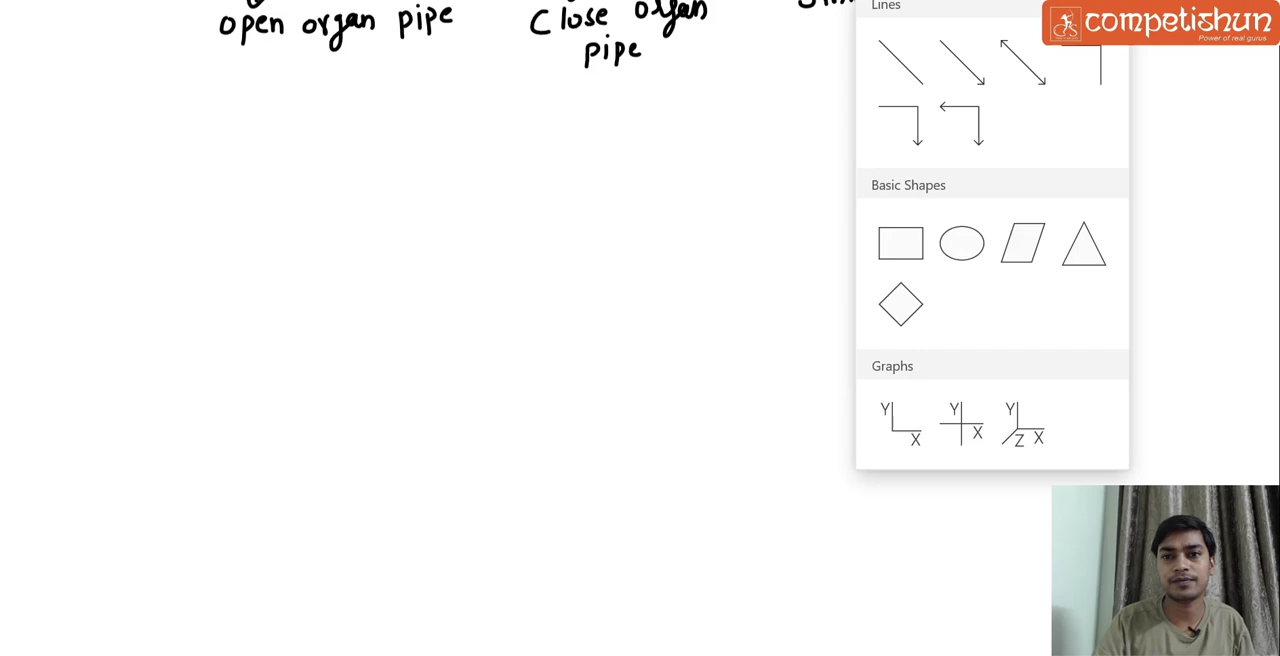 open organ pipe
Close organ
pipe
Lines
Basic Shapes
Graphs
Y
X
Y
X
Y
Z X
competishun
Power of real gurus